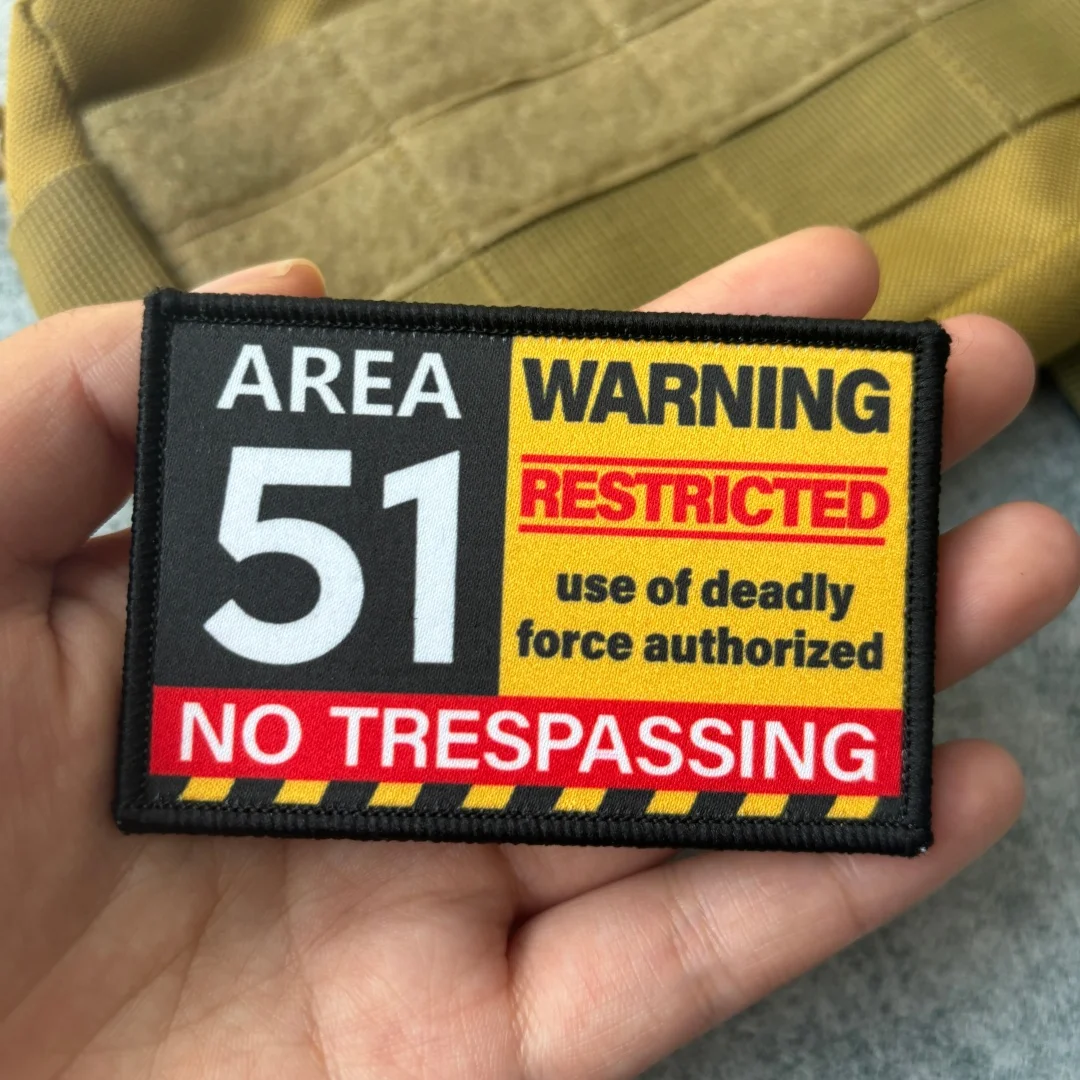 AREA
51
WARNING
RESTRICTED
use of deadly
force authorized
NO TRESPASSING